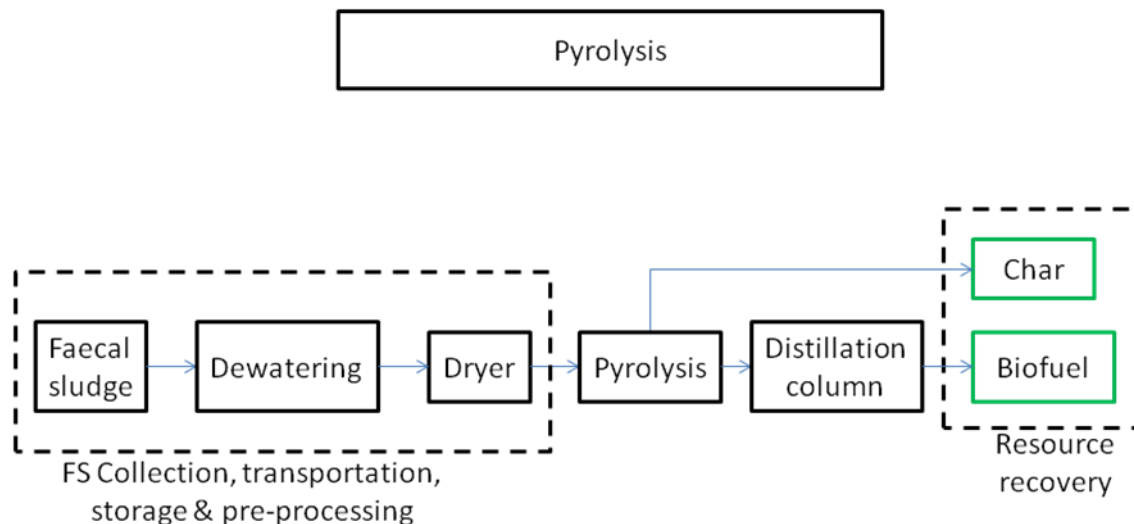 Pyrolysis
Char
Faecal
sludge
Dewatering
Dryer
Pyrolysis
Distillation
column
Biofuel
FS Collection, transportation,
storage & pre-processing
Resource
recovery